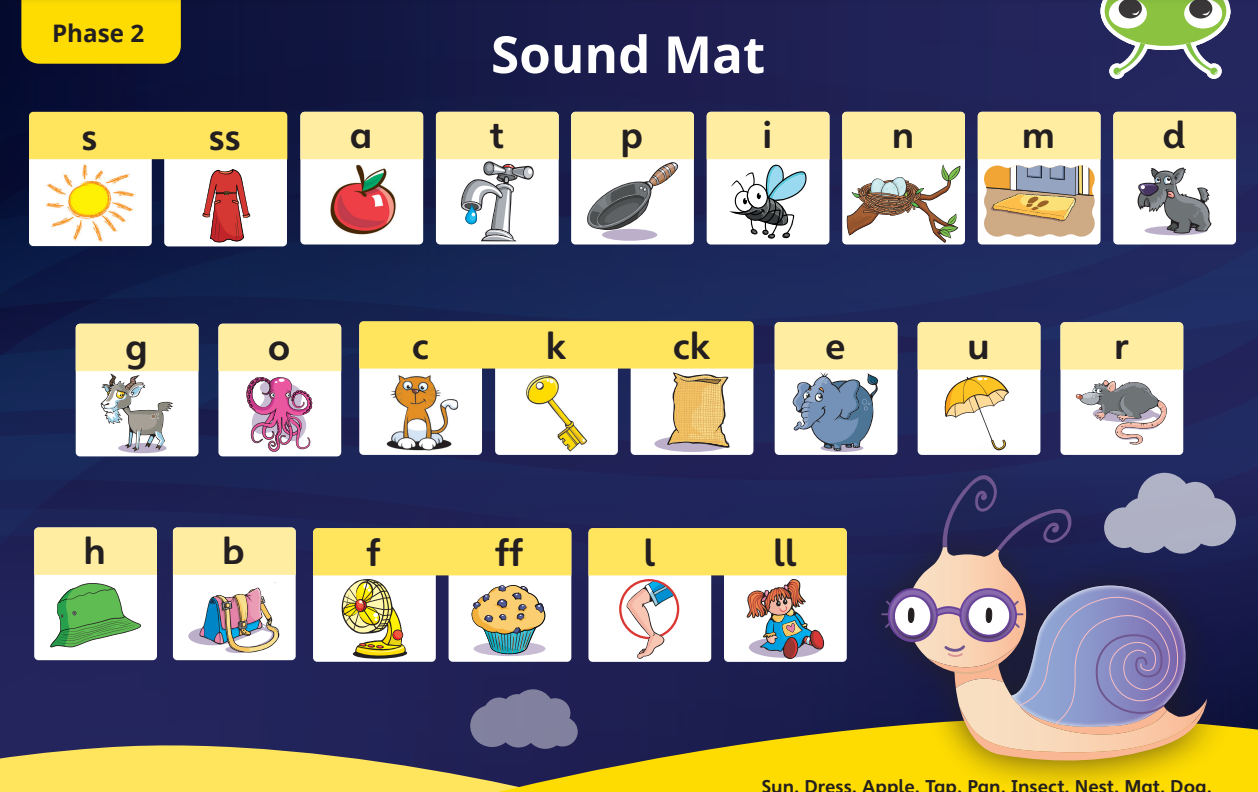 Phase 2
Sound Mat
s ss a t p i n m d
g o c k ck e u r
h b f ff l ll
Sun, Dress, Apple, Tap, Pan, Insect, Nest, Mat, Dog,